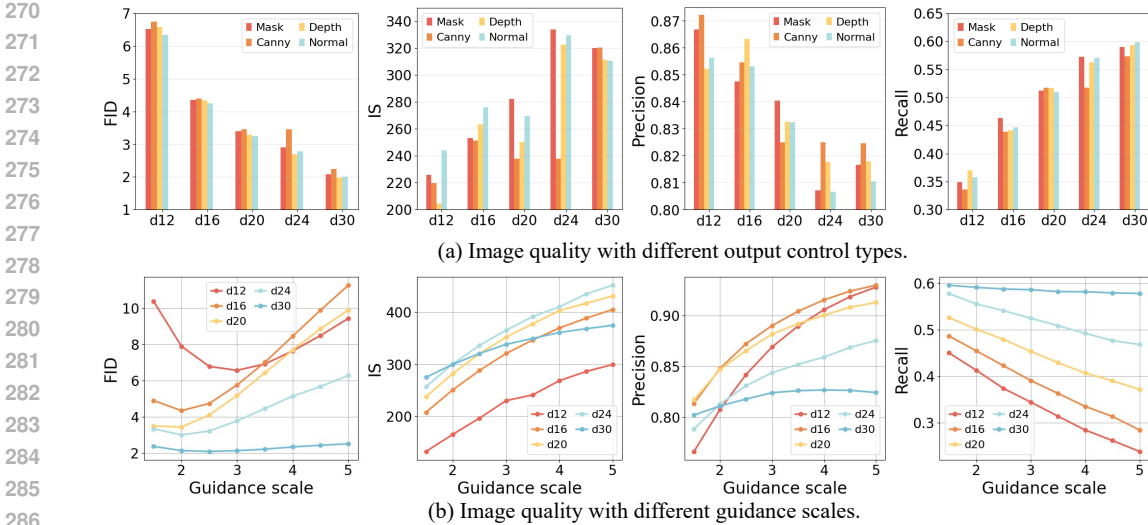 270
271
272
273
274
275
276
277
278
279
280
281
282
283
284
285
286
7
6
5
4
3
2
1
FID
Mask Depth
Canny Normal
d12 d16 d20 d24 d30
340
320
300
280
260
240
220
200
IS
Mask Depth
Canny Normal
d12 d16 d20 d24 d30
0.87
0.86
0.85
0.84
0.83
0.82
0.81
0.80
Precision
Mask Depth
Canny Normal
d12 d16 d20 d24 d30
0.65
0.60
0.55
0.50
0.45
0.40
0.35
0.30
Recall
Mask Depth
Canny Normal
d12 d16 d20 d24 d30
(a) Image quality with different output control types.
10
8
6
4
2
FID
d12 d24
d16 d30
d20
2 3 4 5
Guidance scale
400
300
200
IS
d12 d24
d16 d30
d20
2 3 4 5
Guidance scale
0.90
0.85
0.80
Precision
d12 d24
d16 d30
d20
2 3 4 5
Guidance scale
0.6
0.5
0.4
0.3
Recall
d12 d24
d16 d30
d20
2 3 4 5
Guidance scale
(b) Image quality with different guidance scales.